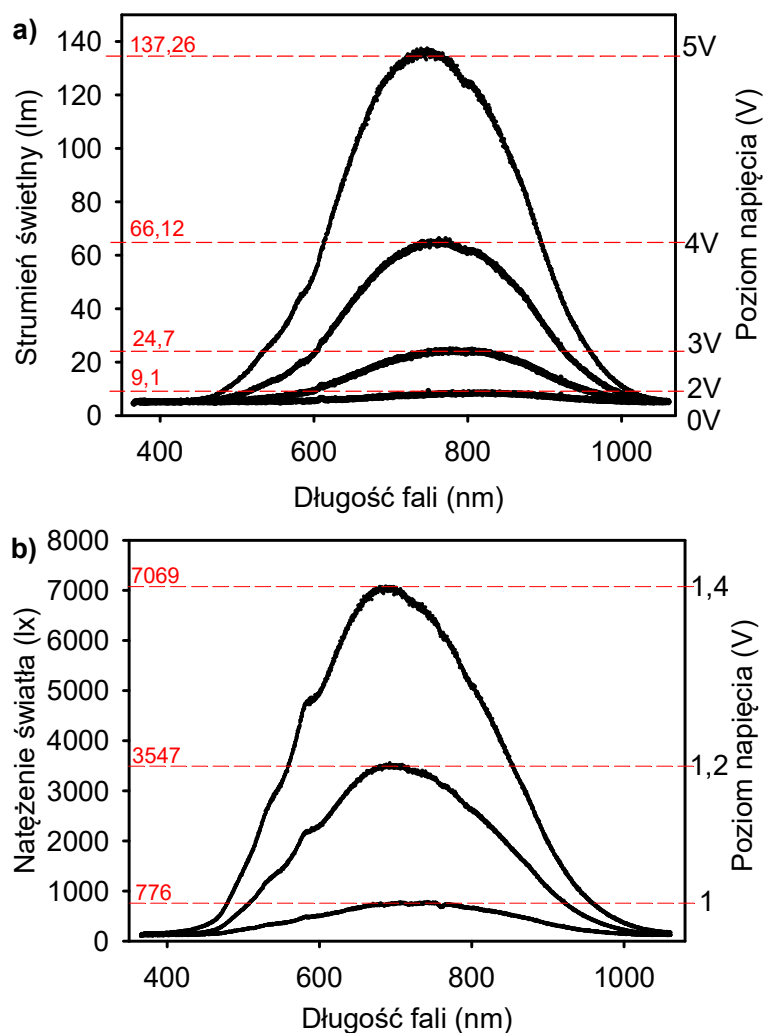 a)
Strumień świetlny (lm)
140
120
100
80
60
40
20
0
137,26
66,12
24,7
9,1
5V
4V
3V
2V
0V
Poziom napięcia (V)
400 600 800 1000
Długość fali (nm)
b)
Natężenie światła (lx)
8000
7000
6000
5000
4000
3000
2000
1000
0
7069
3547
776
1,4
1,2
1
Poziom napięcia (V)
400 600 800 1000
Długość fali (nm)